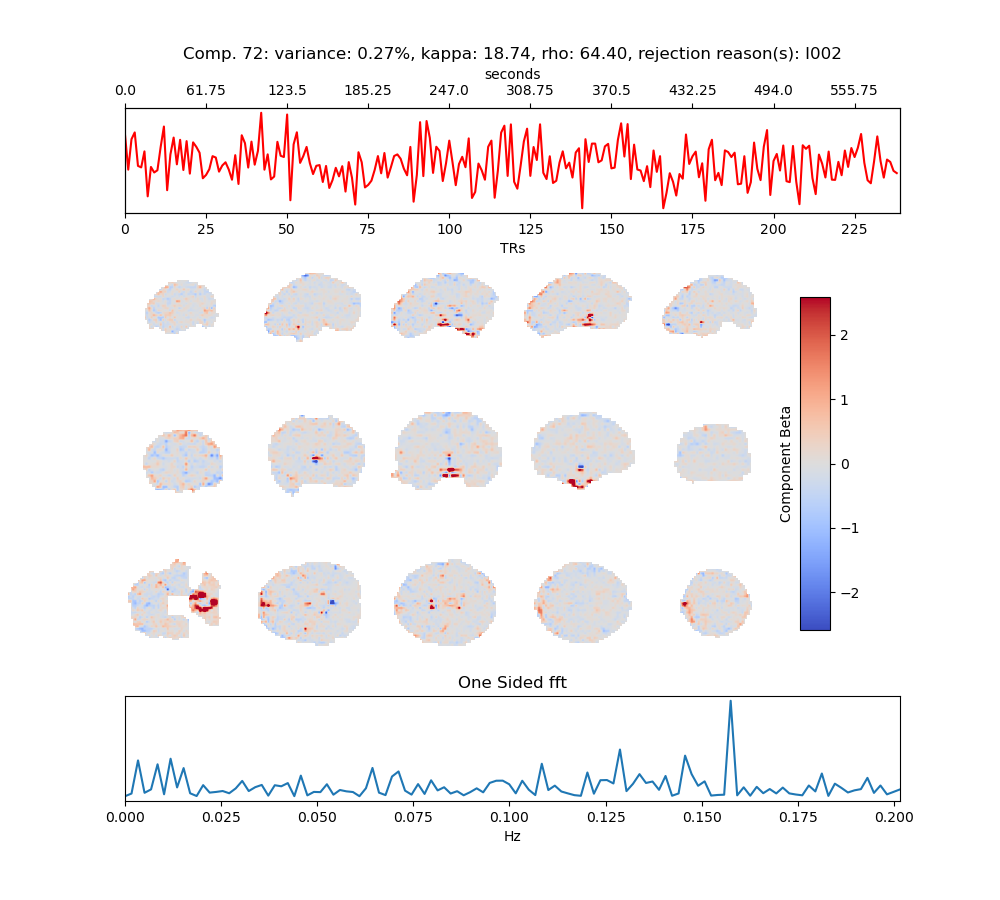 Comp. 72: variance: 0.27%, kappa: 18.74, rho: 64.40, rejection reason(s): I002
seconds
0.0 61.75 123.5 185.25 247.0 308.75 370.5 432.25 494.0 555.75
0 25 50 75 100 125 150 175 200 225
TRs
2
1
0
−1
−2
Component Beta
One Sided fft
0.000 0.025 0.050 0.075 0.100 0.125 0.150 0.175 0.200
Hz